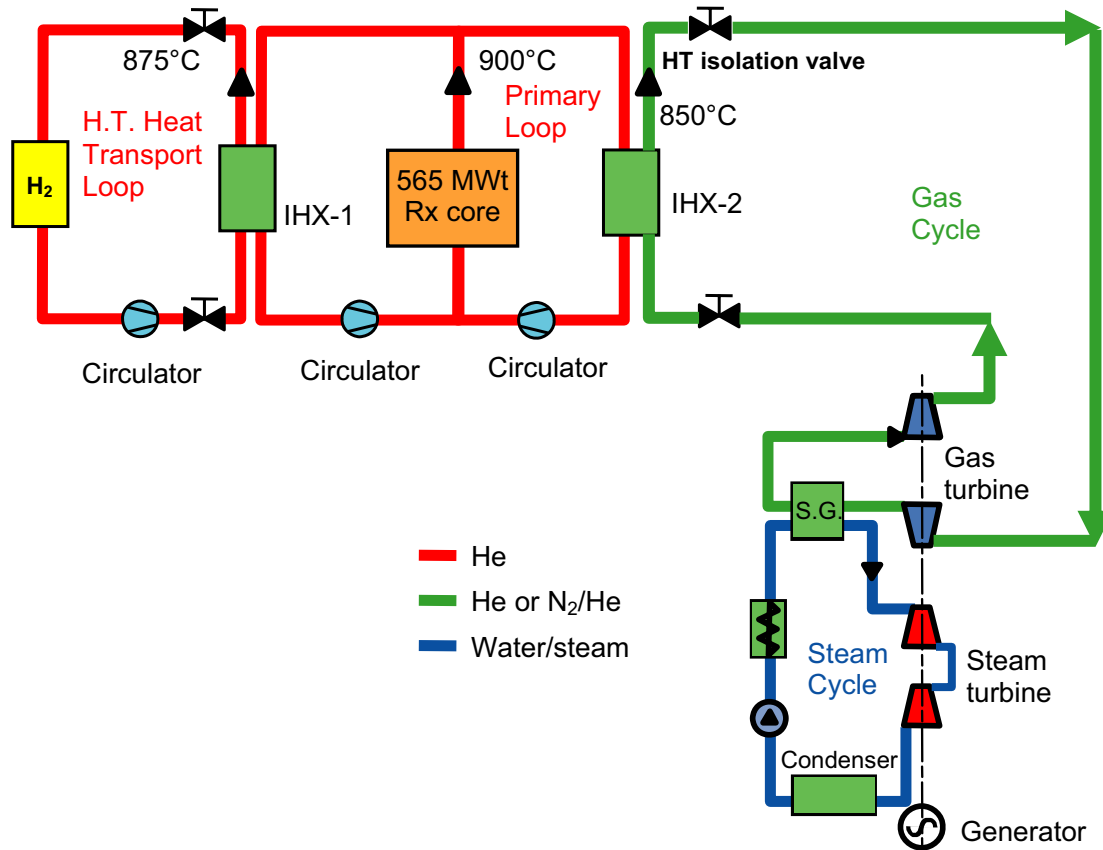 875°C
900°C
HT isolation valve
850°C
H.T. Heat
Transport
Loop
Primary
Loop
H₂
IHX-1
565 MWt
Rx core
IHX-2
Gas
Cycle
Circulator
Circulator
Circulator
Gas
turbine
S.G.
He
He or N₂/He
Water/steam
Steam
Cycle
Steam
turbine
Condenser
Generator